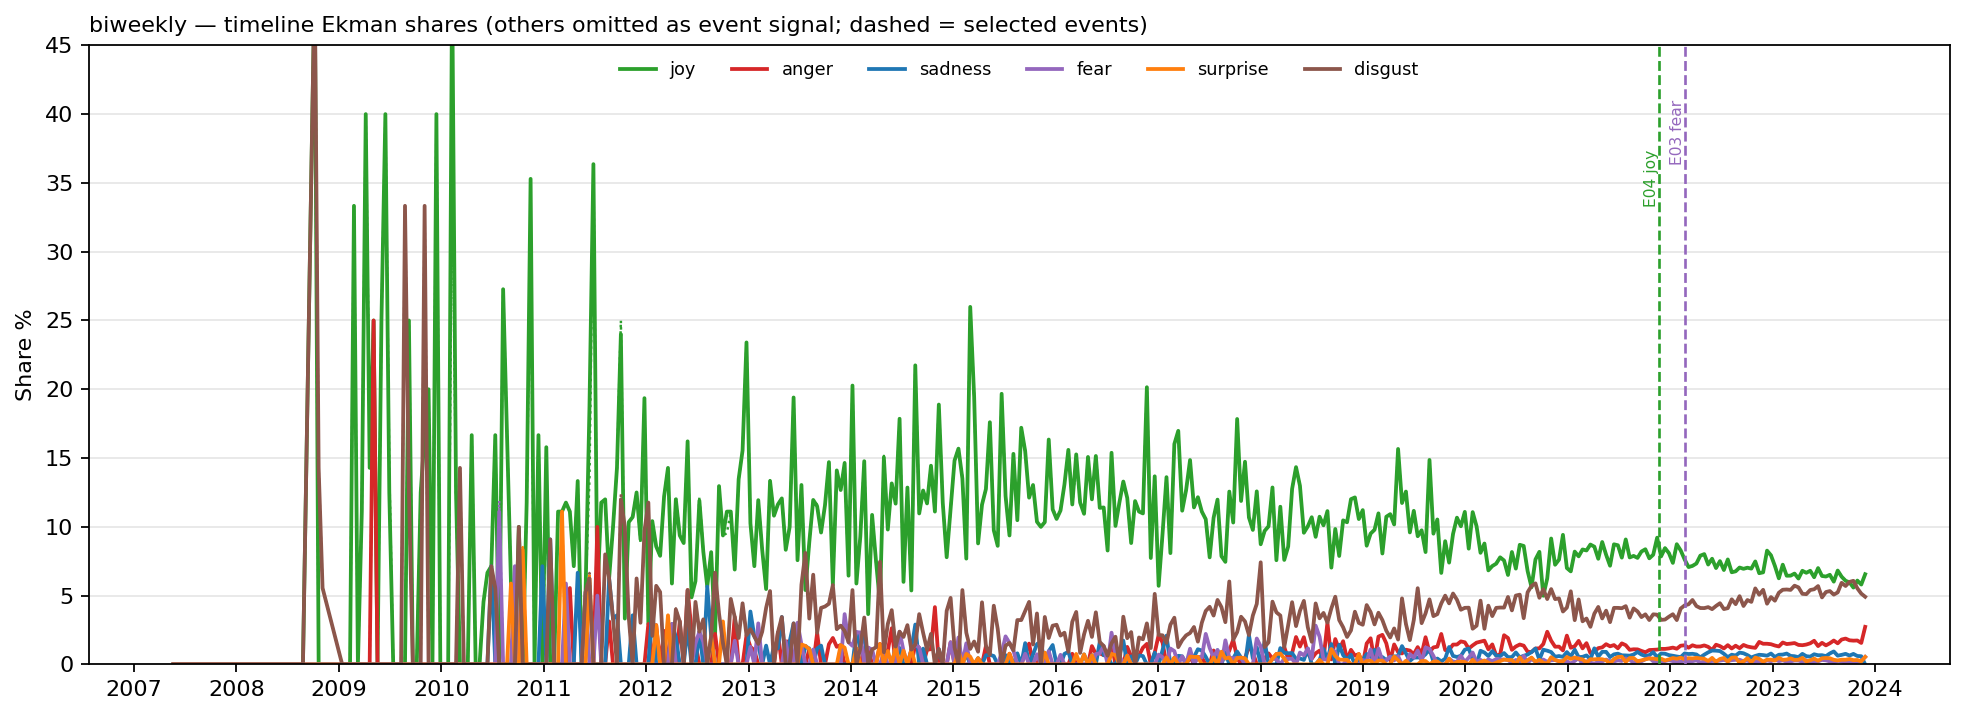 biweekly — timeline Ekman shares (others omitted as event signal; dashed = selected events)
joy anger sadness fear surprise disgust
Share %
45
40
35
30
25
20
15
10
5
0
E04 joy
E03 fear
2007 2008 2009 2010 2011 2012 2013 2014 2015 2016 2017 2018 2019 2020 2021 2022 2023 2024